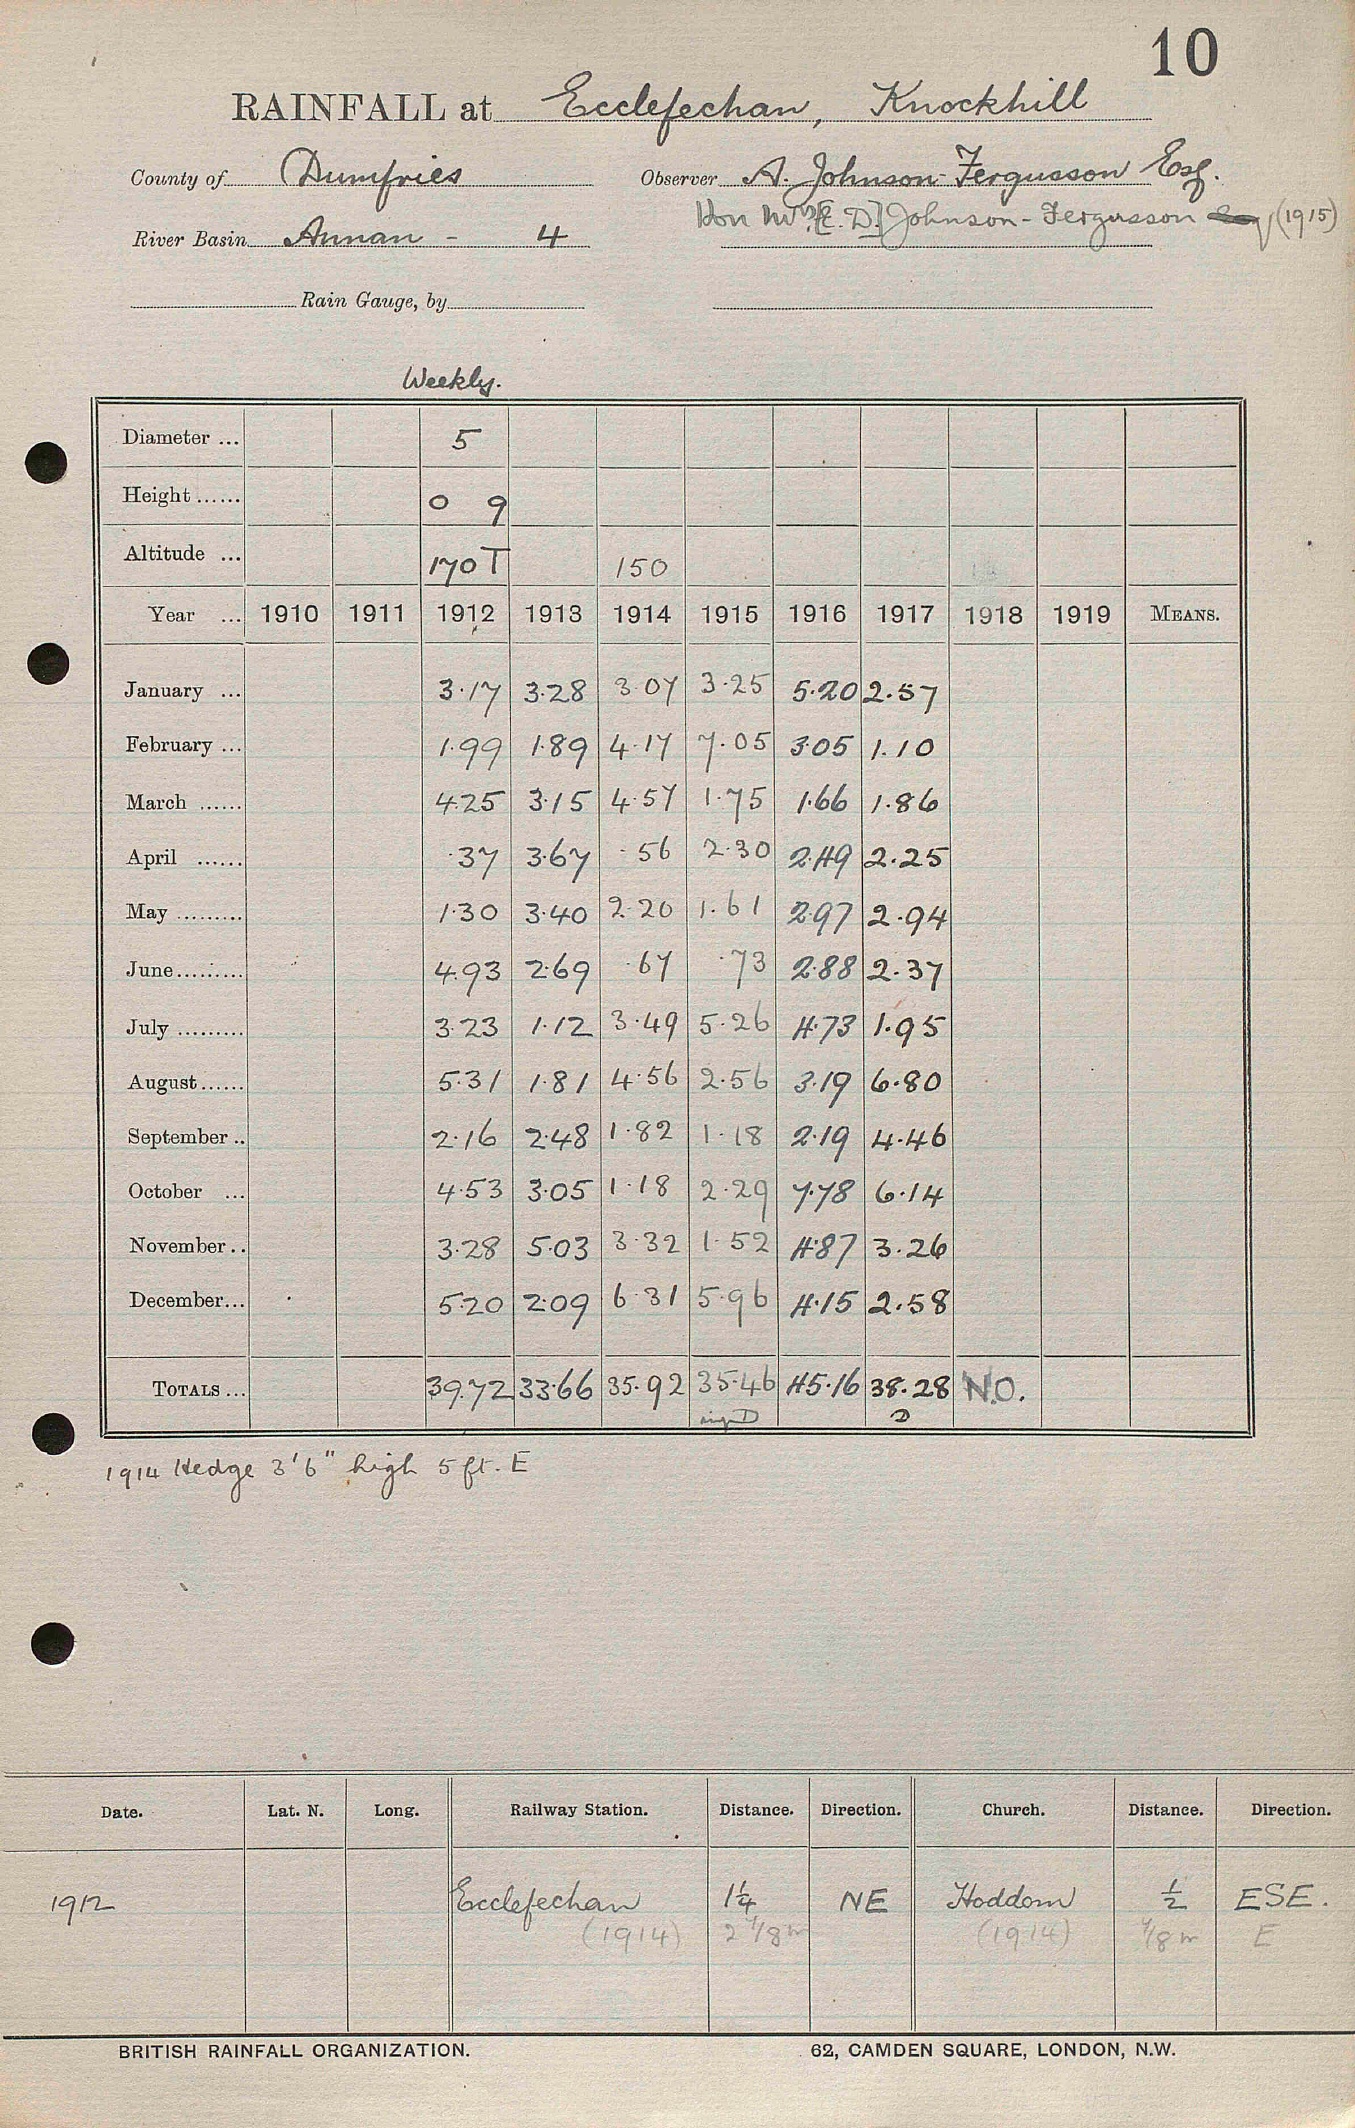 10
RAINFALL at Ecclefechan, Knockhill
County of Dumfries Observer A. Johnson-Fergusson Esq.
Hon Mrs [E. D.] Johnson-Fergusson (1915)
River Basin Annan - 4
Rain Gauge, by
Weekly.
Diameter ... 5
Height ...... 0 9
Altitude ... 170 T 150
Year ... 1910 1911 1912 1913 1914 1915 1916 1917 1918 1919 MEANS.
January ... 3.17 3.28 3.07 3.25 5.20 2.57
February ... 1.99 1.89 4.17 7.05 3.05 1.10
March ...... 4.25 3.15 4.57 1.75 1.66 1.86
April ...... .37 3.67 .56 2.30 2.49 2.25
May ......... 1.30 3.40 2.20 1.61 2.97 2.94
June ......... 4.93 2.69 .67 .73 2.88 2.37
July ......... 3.23 1.12 3.49 5.26 4.73 1.95
August ...... 5.31 1.81 4.56 2.56 3.19 6.80
September .. 2.16 2.48 1.82 1.18 2.19 4.46
October ... 4.53 3.05 1.18 2.29 7.78 6.14
November .. 3.28 5.03 3.32 1.52 4.87 3.26
December ... 5.20 2.09 6.31 5.96 4.15 2.58
TOTALS ... 39.72 33.66 35.92 35.46 45.16 38.28 N.O.
D D
1914 Hedge 3'6" high 5 ft. E
Date. Lat. N. Long. Railway Station. Distance. Direction. Church. Distance. Direction.
1912 Ecclefechan 1¼ NE Hoddom ½ ESE.
(1914) 2 1/8 m (1914) 1/8 m E
BRITISH RAINFALL ORGANIZATION. 62, CAMDEN SQUARE, LONDON, N.W.